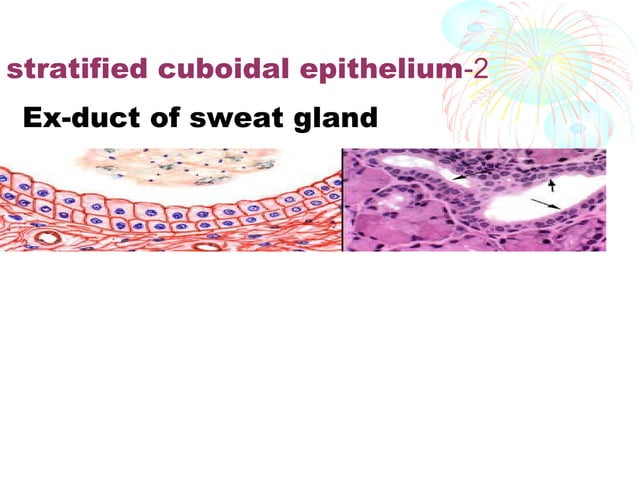 stratified cuboidal epithelium-2
Ex-duct of sweat gland